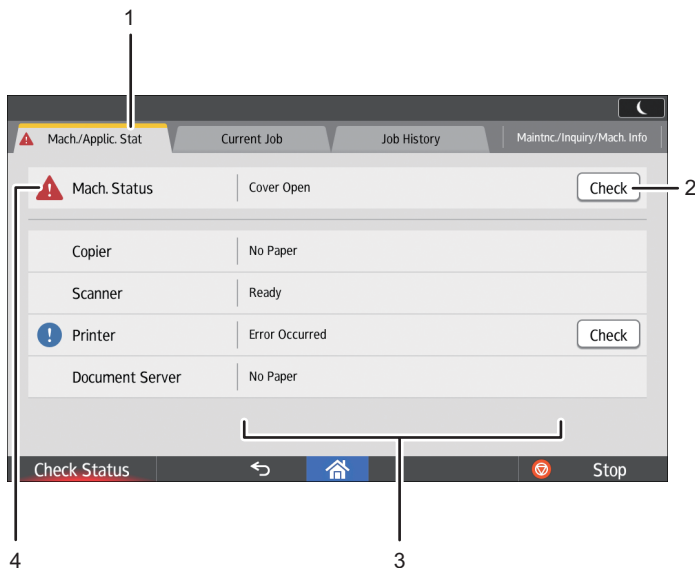 1
Mach./Applic. Stat Current Job Job History Maintnc./Inquiry/Mach. Info
Mach. Status Cover Open Check 2
Copier No Paper
Scanner Ready
Printer Error Occurred Check
Document Server No Paper
Check Status Stop
4 3